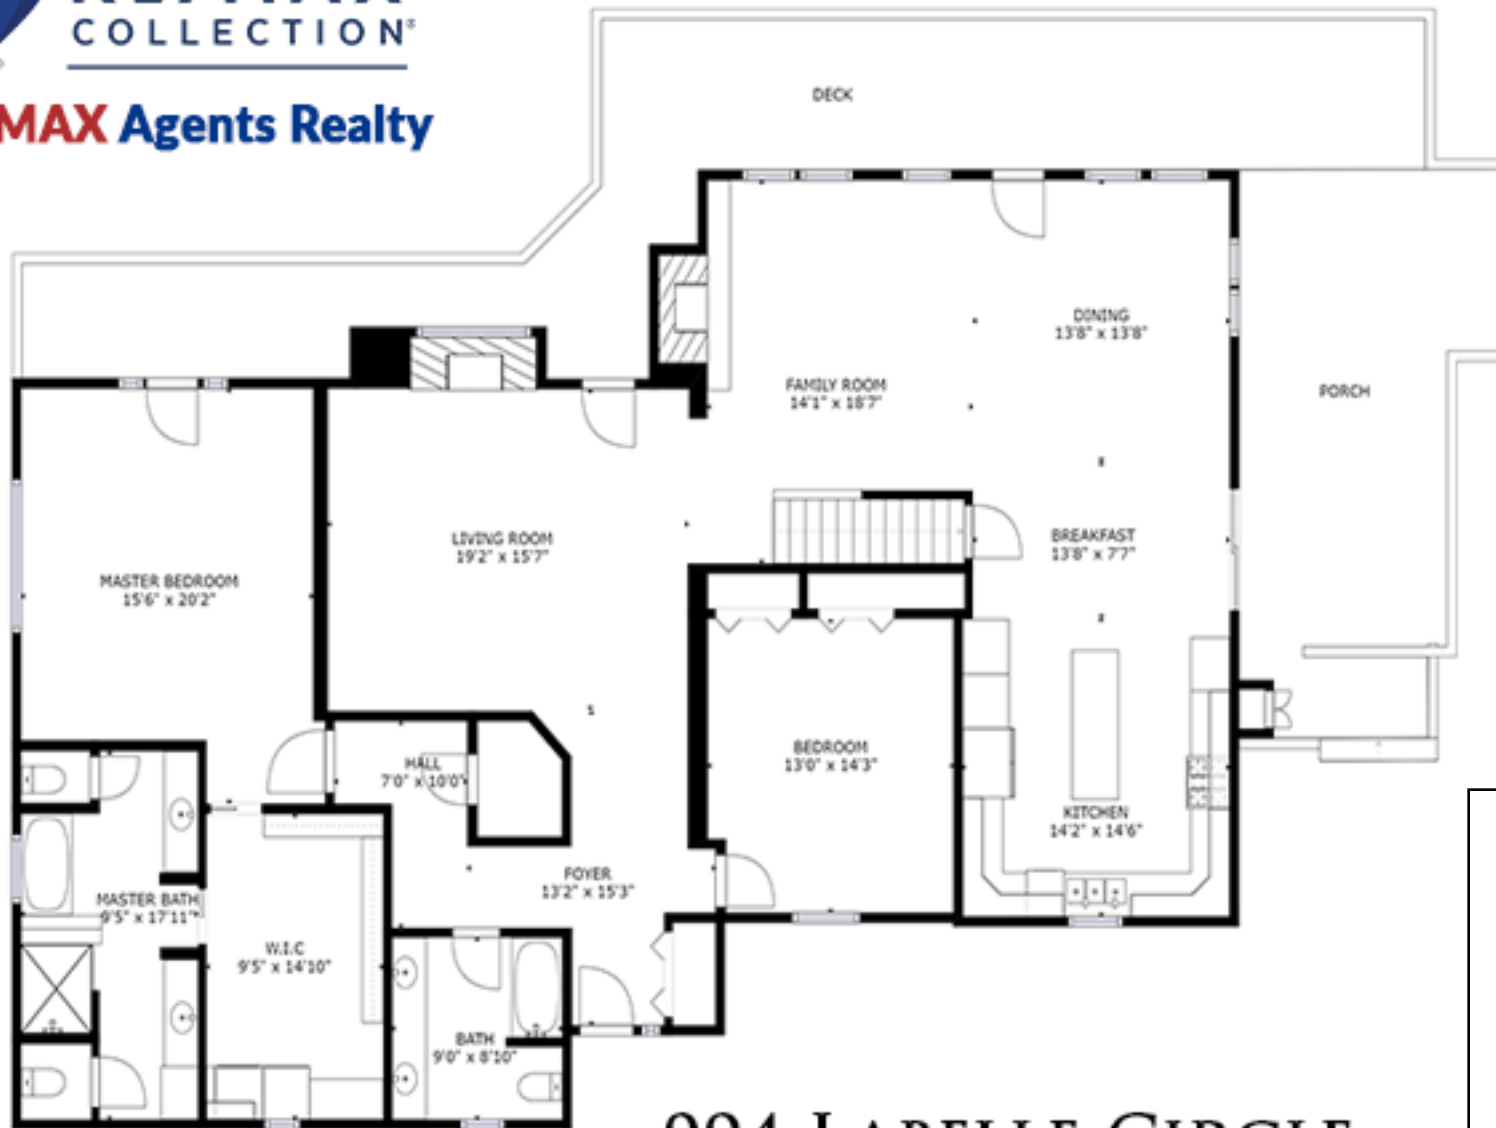 COLLECTION®
MAX Agents Realty
DECK
DINING
13'8" x 13'8"
FAMILY ROOM
14'1" x 18'7"
PORCH
LIVING ROOM
19'2" x 15'7"
BREAKFAST
13'8" x 7'7"
MASTER BEDROOM
15'6" x 20'2"
HALL
7'0" x 10'0"
BEDROOM
13'0" x 14'3"
KITCHEN
14'2" x 14'6"
FOYER
13'2" x 15'3"
MASTER BATH
9'5" x 17'11"
W.I.C
9'5" x 14'10"
BATH
9'0" x 8'10"
LABELLE CIRCLE